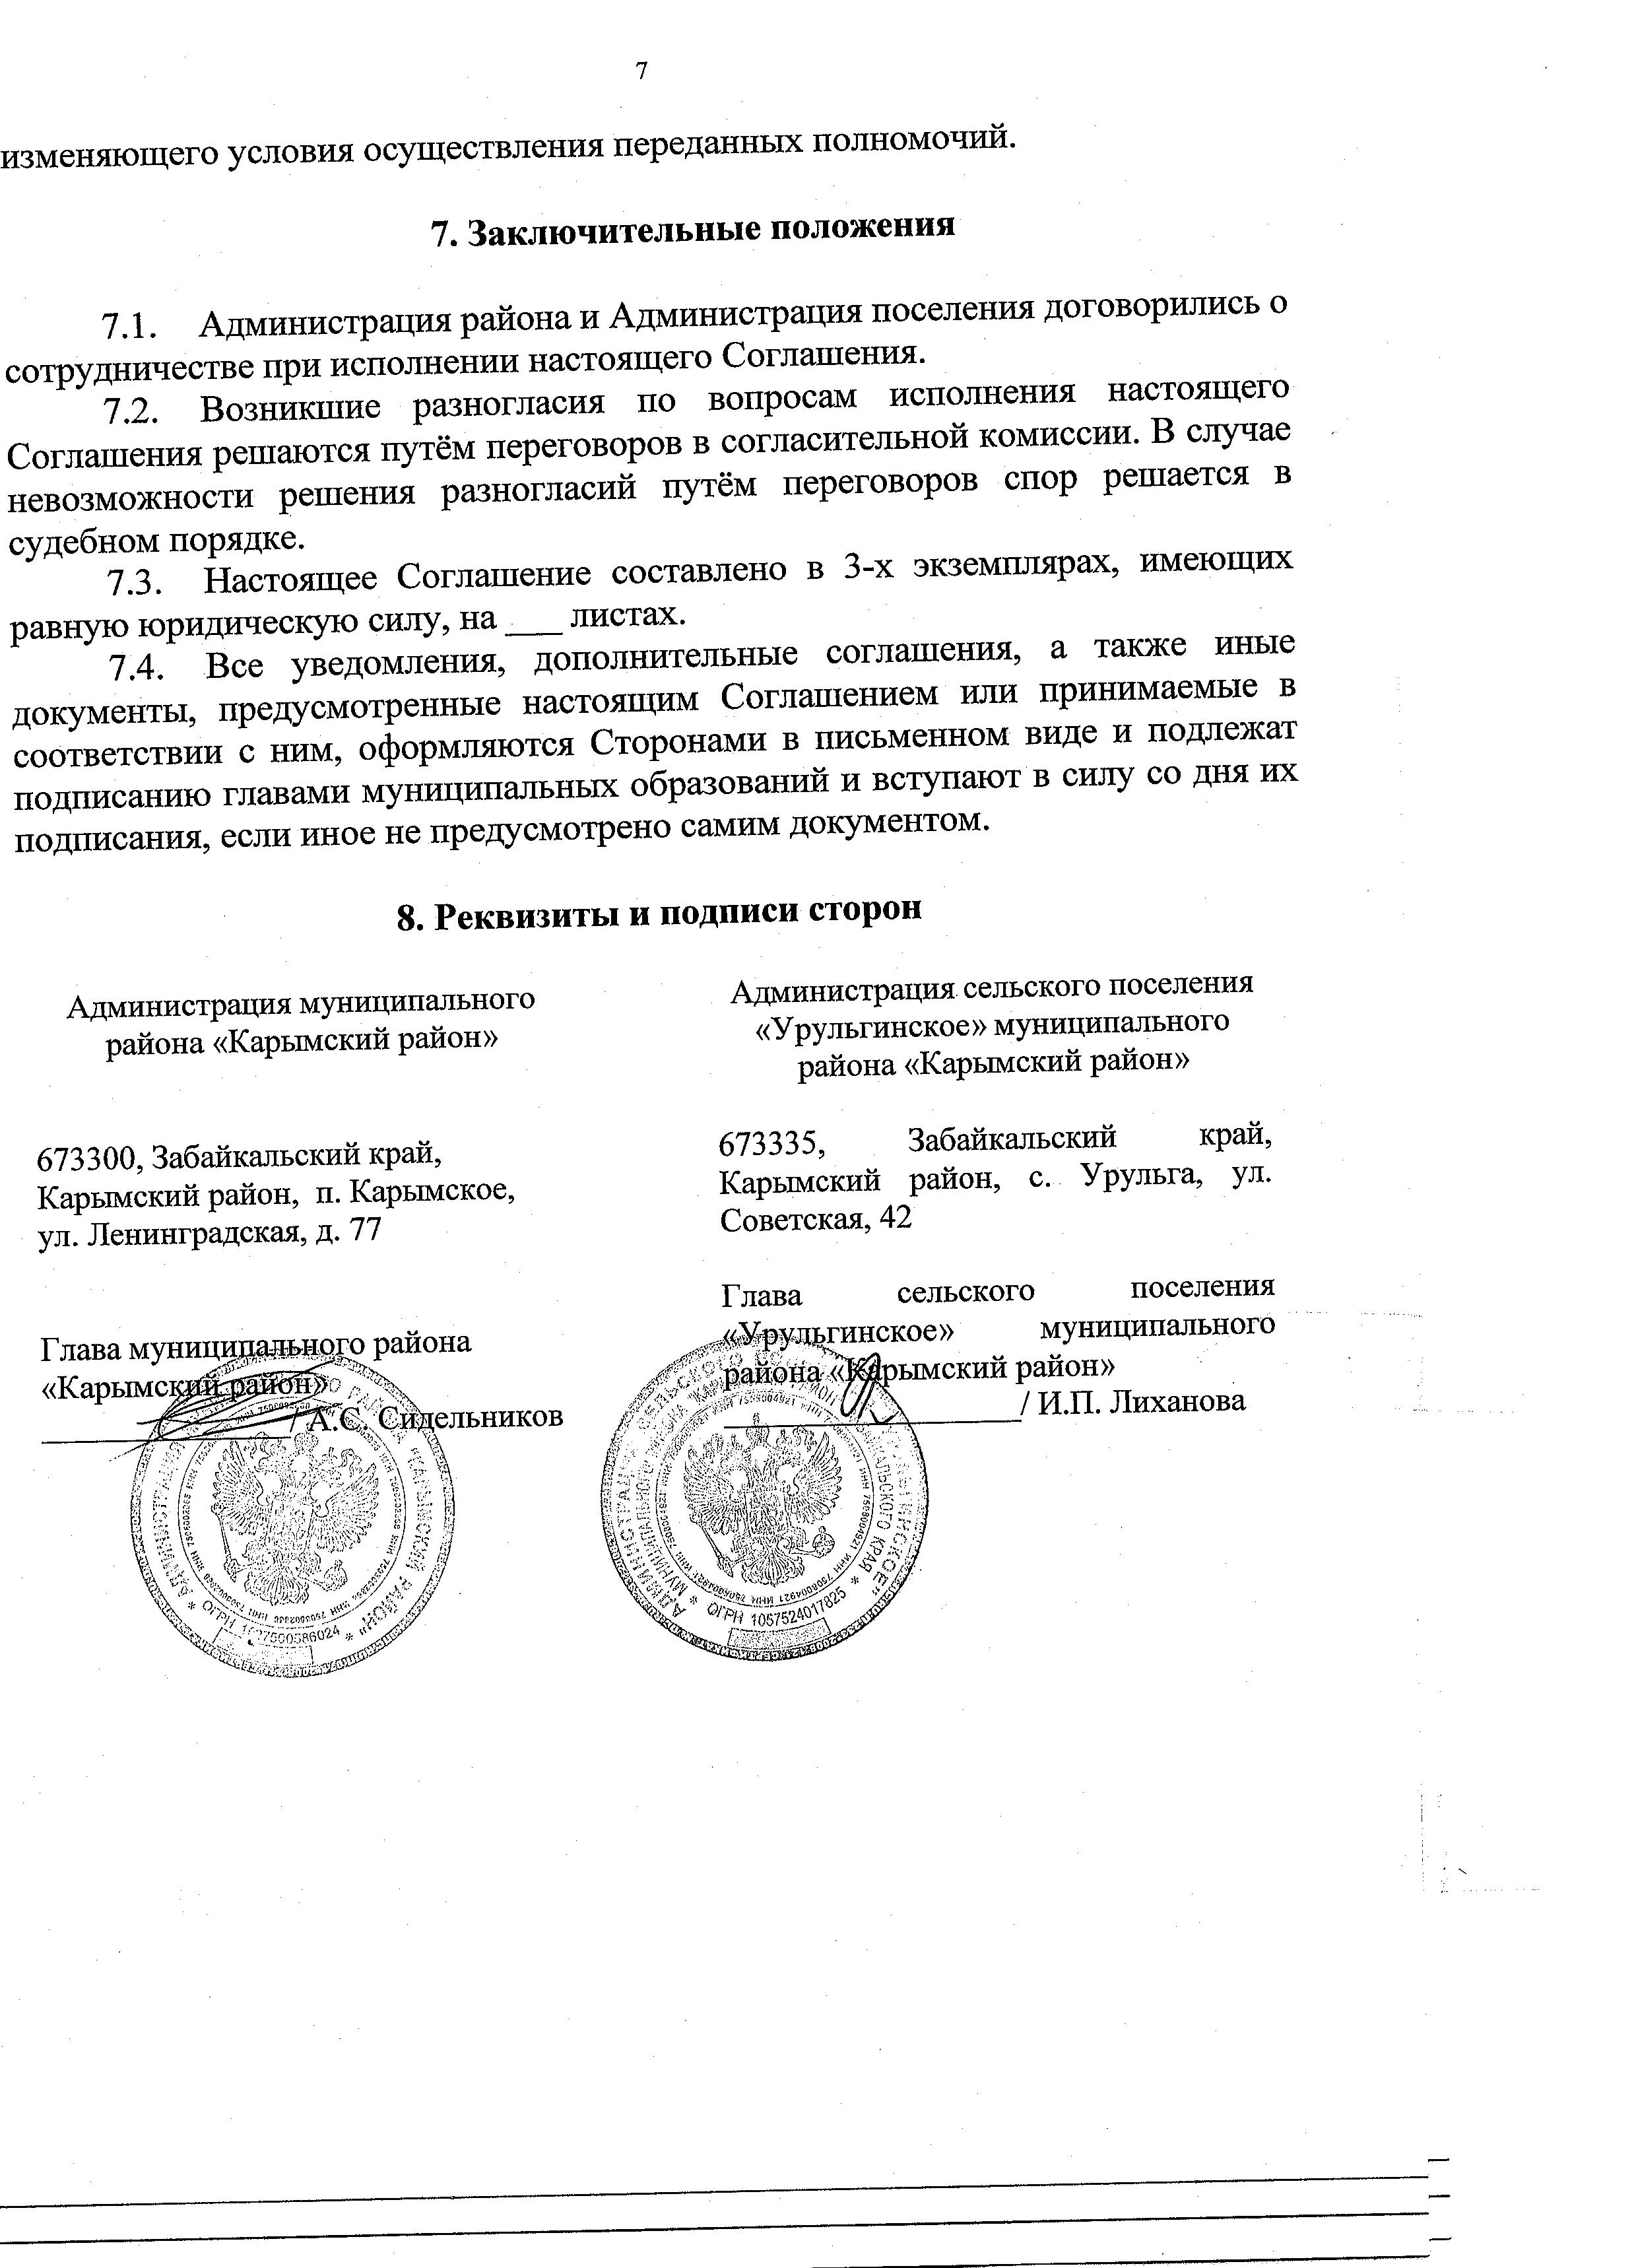 7
изменяющего условия осуществления переданных полномочий.
7. Заключительные положения
7.1. Администрация района и Администрация поселения договорились о
сотрудничестве при исполнении настоящего Соглашения.
7.2. Возникшие разногласия по вопросам исполнения настоящего
Соглашения решаются путём переговоров в согласительной комиссии. В случае
невозможности решения разногласий путём переговоров спор решается в
судебном порядке.
7.3. Настоящее Соглашение составлено в 3-х экземплярах, имеющих
равную юридическую силу, на ___ листах.
7.4. Все уведомления, дополнительные соглашения, а также иные
документы, предусмотренные настоящим Соглашением или принимаемые в
соответствии с ним, оформляются Сторонами в письменном виде и подлежат
подписанию главами муниципальных образований и вступают в силу со дня их
подписания, если иное не предусмотрено самим документом.
8. Реквизиты и подписи сторон
Администрация муниципального
района «Карымский район»
673300, Забайкальский край,
Карымский район, п. Карымское,
ул. Ленинградская, д. 77
Глава муниципального района
«Карымский район»
/ А.С. Сидельников
Администрация сельского поселения
«Урульгинское» муниципального
района «Карымский район»
673335, Забайкальский край,
Карымский район, с. Урульга, ул.
Советская, 42
Глава сельского поселения
«Урульгинское» муниципального
района «Карымский район»
/ И.П. Лиханова
* АДМИНИСТРАЦИЯ РАЙОНА «КАРЫМСКИЙ РАЙОН» *
ОГРН
АДМИНИСТРАЦИЯ СЕЛЬСКОГО
* ОГРН 1057524017825 *